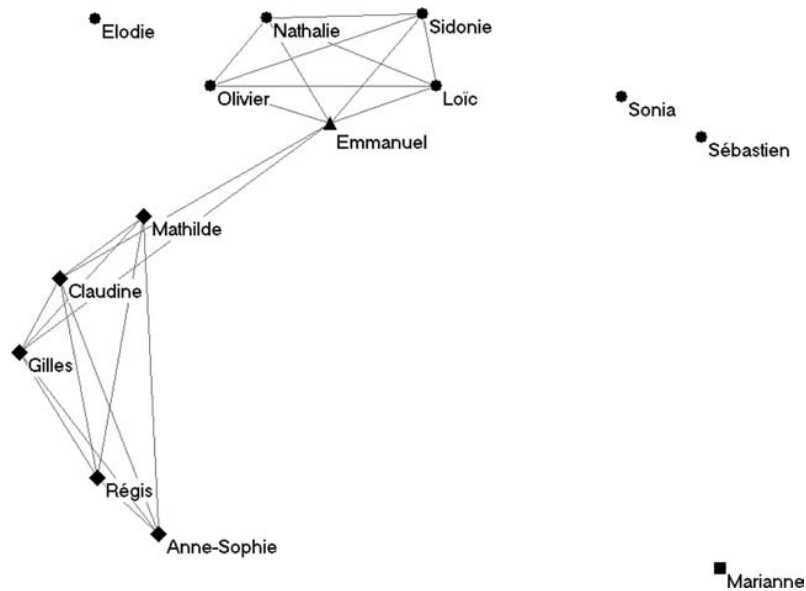 Elodie
Nathalie
Sidonie
Olivier
Loïc
Sonia
Emmanuel
Sébastien
Mathilde
Claudine
Gilles
Régis
Anne-Sophie
Marianne